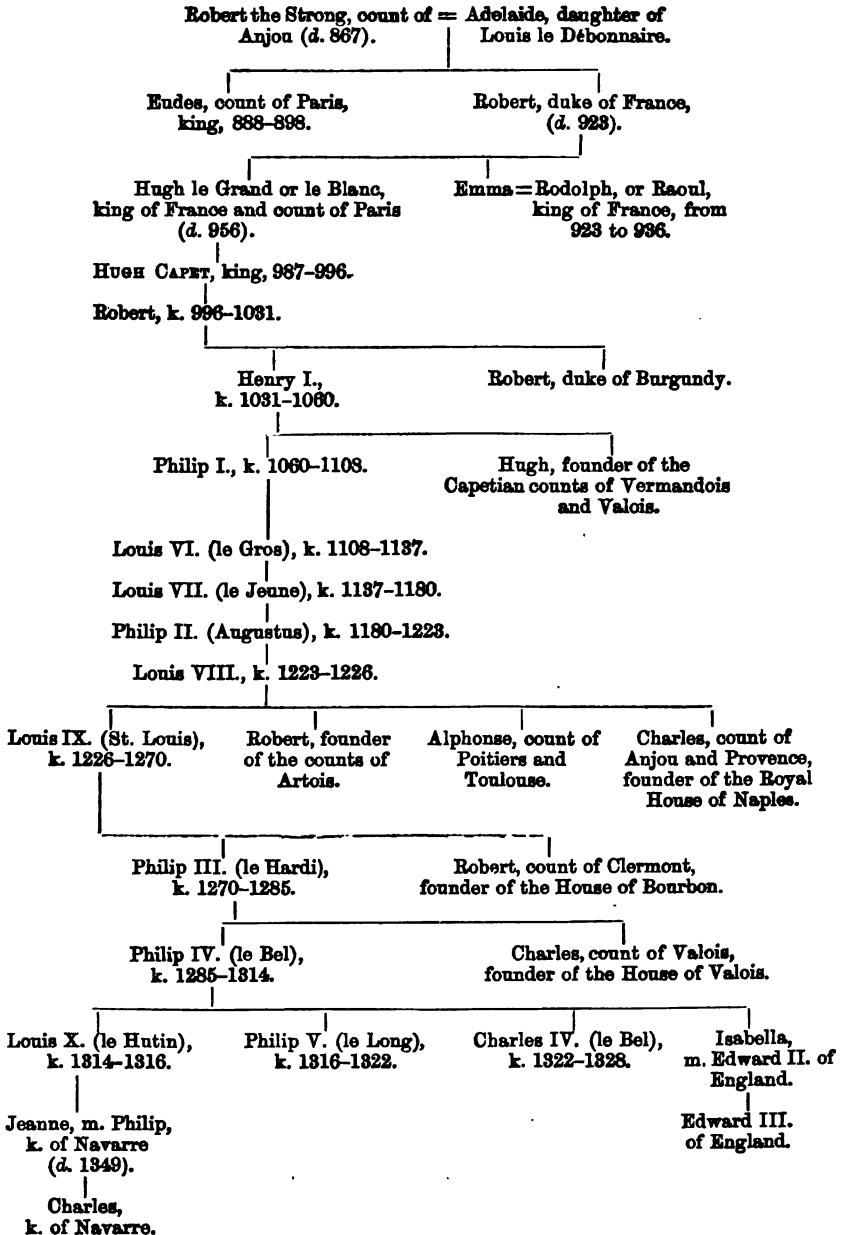 Robert the Strong, count of = Adelaide, daughter of
Anjou (d. 867). Louis le Débonnaire.
Eudes, count of Paris,
king, 888–898.
Robert, duke of France,
(d. 923).
Hugh le Grand or le Blanc,
king of France and count of Paris
(d. 956).
Emma=Rodolph, or Raoul,
king of France, from
923 to 936.
HUGH CAPET, king, 987–996.
Robert, k. 996–1031.
Henry I.,
k. 1031–1060.
Robert, duke of Burgundy.
Philip I., k. 1060–1108.
Hugh, founder of the
Capetian counts of Vermandois
and Valois.
Louis VI. (le Gros), k. 1108–1137.
Louis VII. (le Jeune), k. 1137–1180.
Philip II. (Augustus), k. 1180–1223.
Louis VIII., k. 1223–1226.
Louis IX. (St. Louis),
k. 1226–1270.
Robert, founder
of the counts of
Artois.
Alphonse, count of
Poitiers and
Toulouse.
Charles, count of
Anjou and Provence,
founder of the Royal
House of Naples.
Philip III. (le Hardi),
k. 1270–1285.
Robert, count of Clermont,
founder of the House of Bourbon.
Philip IV. (le Bel),
k. 1285–1314.
Charles, count of Valois,
founder of the House of Valois.
Louis X. (le Hutin),
k. 1314–1316.
Philip V. (le Long),
k. 1316–1322.
Charles IV. (le Bel),
k. 1322–1328.
Isabella,
m. Edward II. of
England.
Jeanne, m. Philip,
k. of Navarre
(d. 1349).
Edward III.
of England.
Charles,
k. of Navarre.